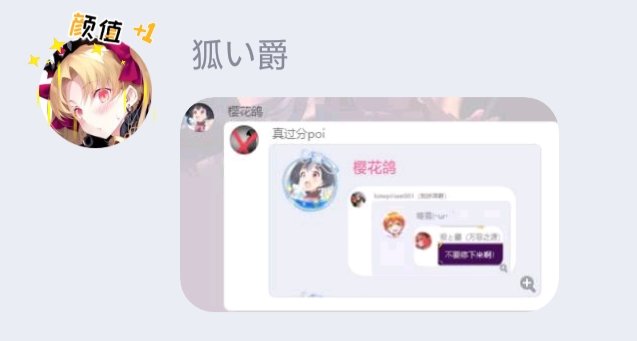 颜值 +1
狐い爵
樱花鸽
真过分poi
樱花鸽
不要停下来啊!